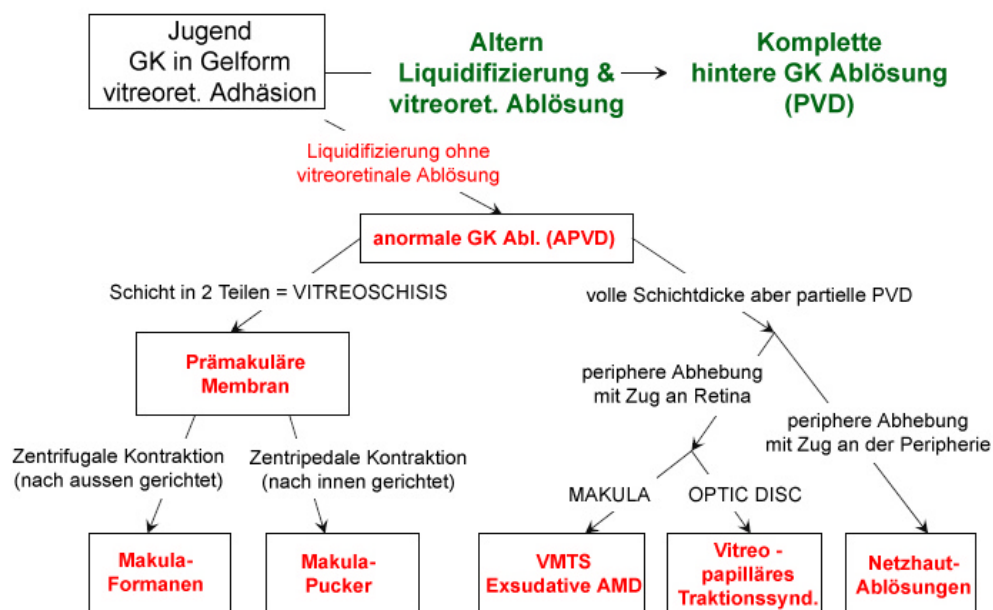 Jugend
GK in Gelform
vitreoret. Adhäsion
Altern
Liquidifizierung &
vitreoret. Ablösung
Komplette
hintere GK Ablösung
(PVD)
Liquidifizierung ohne
vitreoretinale Ablösung
anormale GK Abl. (APVD)
Schicht in 2 Teilen = VITREOSCHISIS
volle Schichtdicke aber partielle PVD
Prämakuläre
Membran
periphere Abhebung
mit Zug an Retina
periphere Abhebung
mit Zug an der Peripherie
Zentrifugale Kontraktion
(nach aussen gerichtet)
Zentripedale Kontraktion
(nach innen gerichtet)
MAKULA
OPTIC DISC
Makula-
Formanen
Makula-
Pucker
VMTS
Exsudative AMD
Vitreo -
papilläres
Traktionssynd.
Netzhaut-
Ablösungen